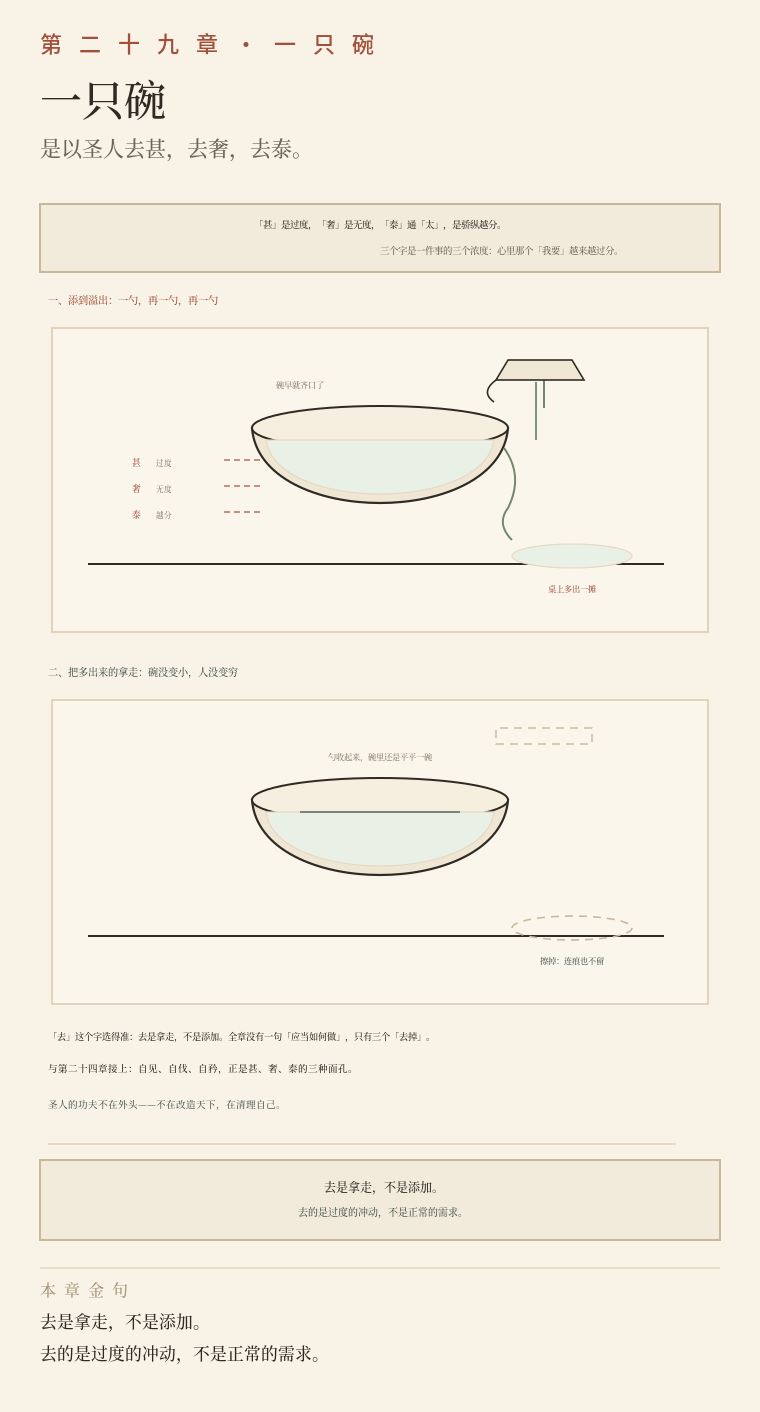 第二十九章·一只碗
一只碗
是以圣人去甚，去奢，去泰。
「甚」是过度，「奢」是无度，「泰」通「太」，是骄纵越分。
三个字是一件事的三个浓度：心里那个「我要」越来越过分。
一、添到溢出：一勺，再一勺，再一勺
碗早就齐口了
甚 过度
奢 无度
泰 越分
桌上多出一摊
二、把多出来的拿走：碗没变小，人没变穷
勺收起来，碗里还是平平一碗
擦掉：连痕也不留
「去」这个字选得准：去是拿走，不是添加。全章没有一句「应当如何做」，只有三个「去掉」。
与第二十四章接上：自见、自伐、自矜，正是甚、奢、泰的三种面孔。
圣人的功夫不在外头——不在改造天下，在清理自己。
去是拿走，不是添加。
去的是过度的冲动，不是正常的需求。
本章金句
去是拿走，不是添加。
去的是过度的冲动，不是正常的需求。